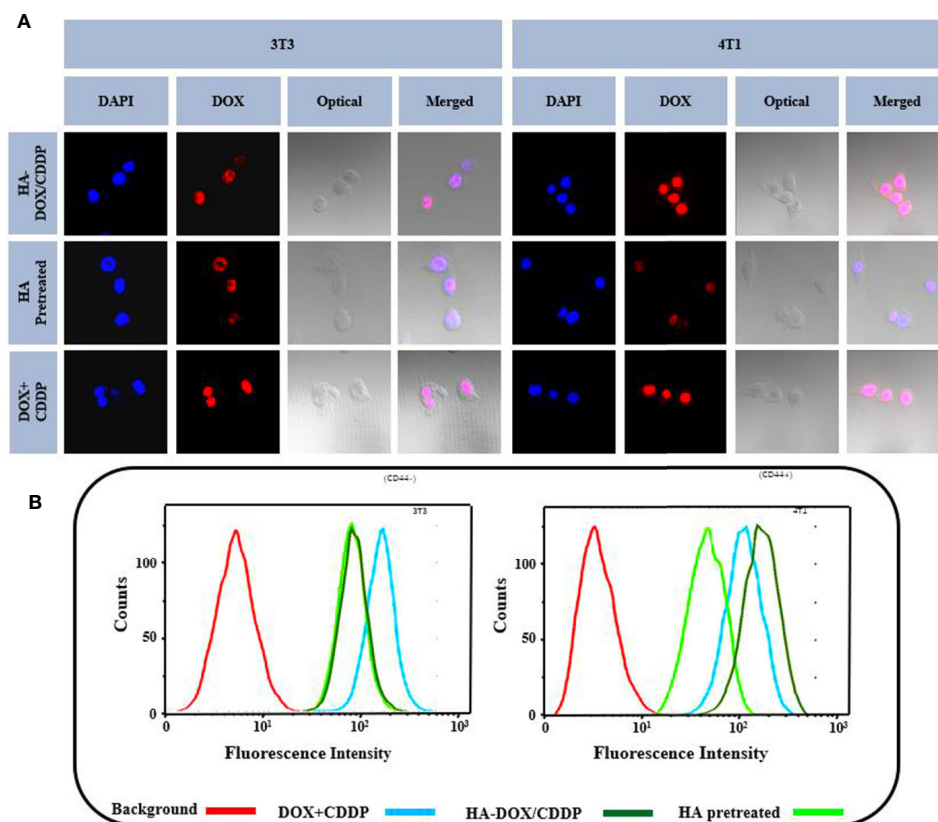 A
3T3 4T1
DAPI DOX Optical Merged DAPI DOX Optical Merged
HA-
DOX/CDDP
HA
Pretreated
DOX+
CDDP
B
(CD44-) (CD44+)
3T3 4T1
Counts
100
50
0
0 10¹ 10² 10³
Fluorescence Intensity
Counts
100
50
0
0 10¹ 10² 10³
Fluorescence Intensity
Background DOX+CDDP HA-DOX/CDDP HA pretreated